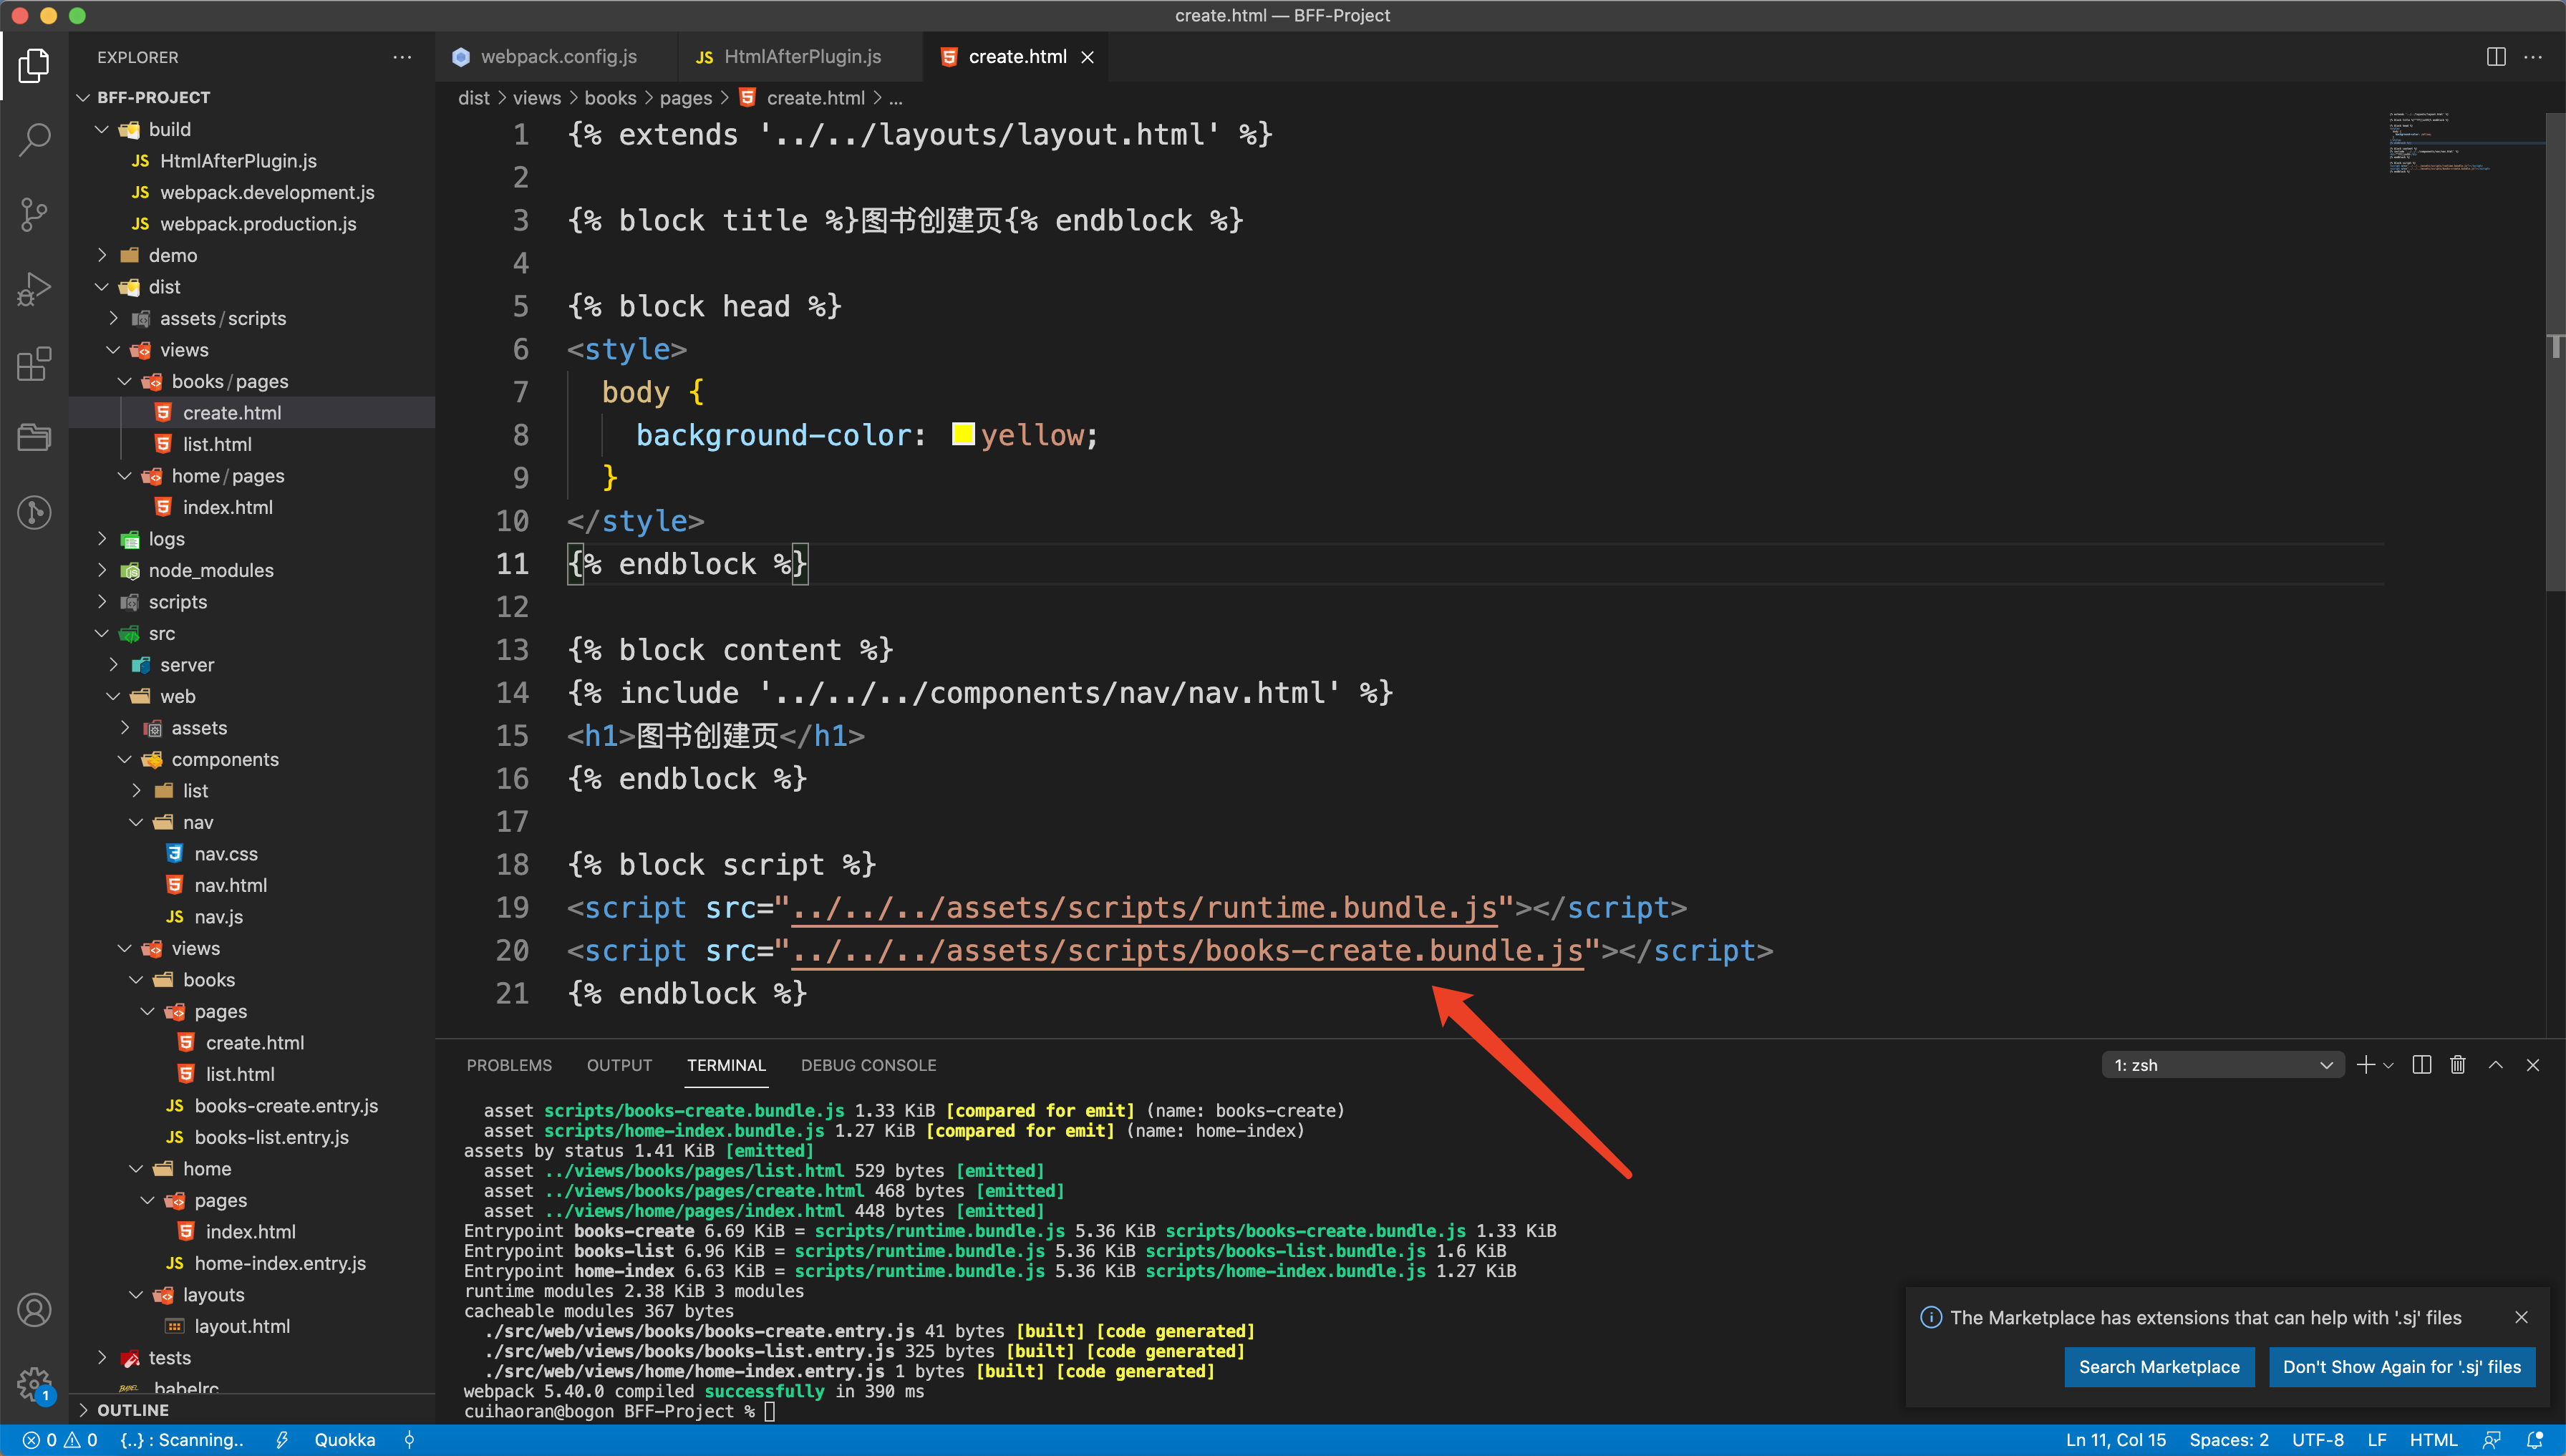 create.html — BFF-Project
EXPLORER
BFF-PROJECT
build
HtmlAfterPlugin.js
webpack.development.js
webpack.production.js
demo
dist
assets/scripts
views
books/pages
create.html
list.html
home/pages
index.html
logs
node_modules
scripts
src
server
web
assets
components
list
nav
nav.css
nav.html
nav.js
views
books
pages
create.html
list.html
books-create.entry.js
books-list.entry.js
home
pages
index.html
home-index.entry.js
layouts
layout.html
tests
OUTLINE
webpack.config.js
JS HtmlAfterPlugin.js
create.html
dist > views > books > pages > create.html > ...
1 {% extends '../../layouts/layout.html' %}
2
3 {% block title %}图书创建页{% endblock %}
4
5 {% block head %}
6 <style>
7 body {
8 background-color: yellow;
9 }
10 </style>
11 {% endblock %}
12
13 {% block content %}
14 {% include '../../../components/nav/nav.html' %}
15 <h1>图书创建页</h1>
16 {% endblock %}
17
18 {% block script %}
19 <script src="../../../assets/scripts/runtime.bundle.js"></script>
20 <script src="../../../assets/scripts/books-create.bundle.js"></script>
21 {% endblock %}
PROBLEMS OUTPUT TERMINAL DEBUG CONSOLE
1: zsh
asset scripts/books-create.bundle.js 1.33 KiB [compared for emit] (name: books-create)
asset scripts/home-index.bundle.js 1.27 KiB [compared for emit] (name: home-index)
assets by status 1.41 KiB [emitted]
asset ../views/books/pages/list.html 529 bytes [emitted]
asset ../views/books/pages/create.html 468 bytes [emitted]
asset ../views/home/pages/index.html 448 bytes [emitted]
Entrypoint books-create 6.69 KiB = scripts/runtime.bundle.js 5.36 KiB scripts/books-create.bundle.js 1.33 KiB
Entrypoint books-list 6.96 KiB = scripts/runtime.bundle.js 5.36 KiB scripts/books-list.bundle.js 1.6 KiB
Entrypoint home-index 6.63 KiB = scripts/runtime.bundle.js 5.36 KiB scripts/home-index.bundle.js 1.27 KiB
runtime modules 2.38 KiB 3 modules
cacheable modules 367 bytes
./src/web/views/books/books-create.entry.js 41 bytes [built] [code generated]
./src/web/views/books/books-list.entry.js 325 bytes [built] [code generated]
./src/web/views/home/home-index.entry.js 1 bytes [built] [code generated]
webpack 5.40.0 compiled successfully in 390 ms
cuihaoran@bogon BFF-Project %
The Marketplace has extensions that can help with '.sj' files
Search Marketplace
Don't Show Again for '.sj' files
1
0 0 {..} : Scanning.. Quokka
Ln 11, Col 15 Spaces: 2 UTF-8 LF HTML